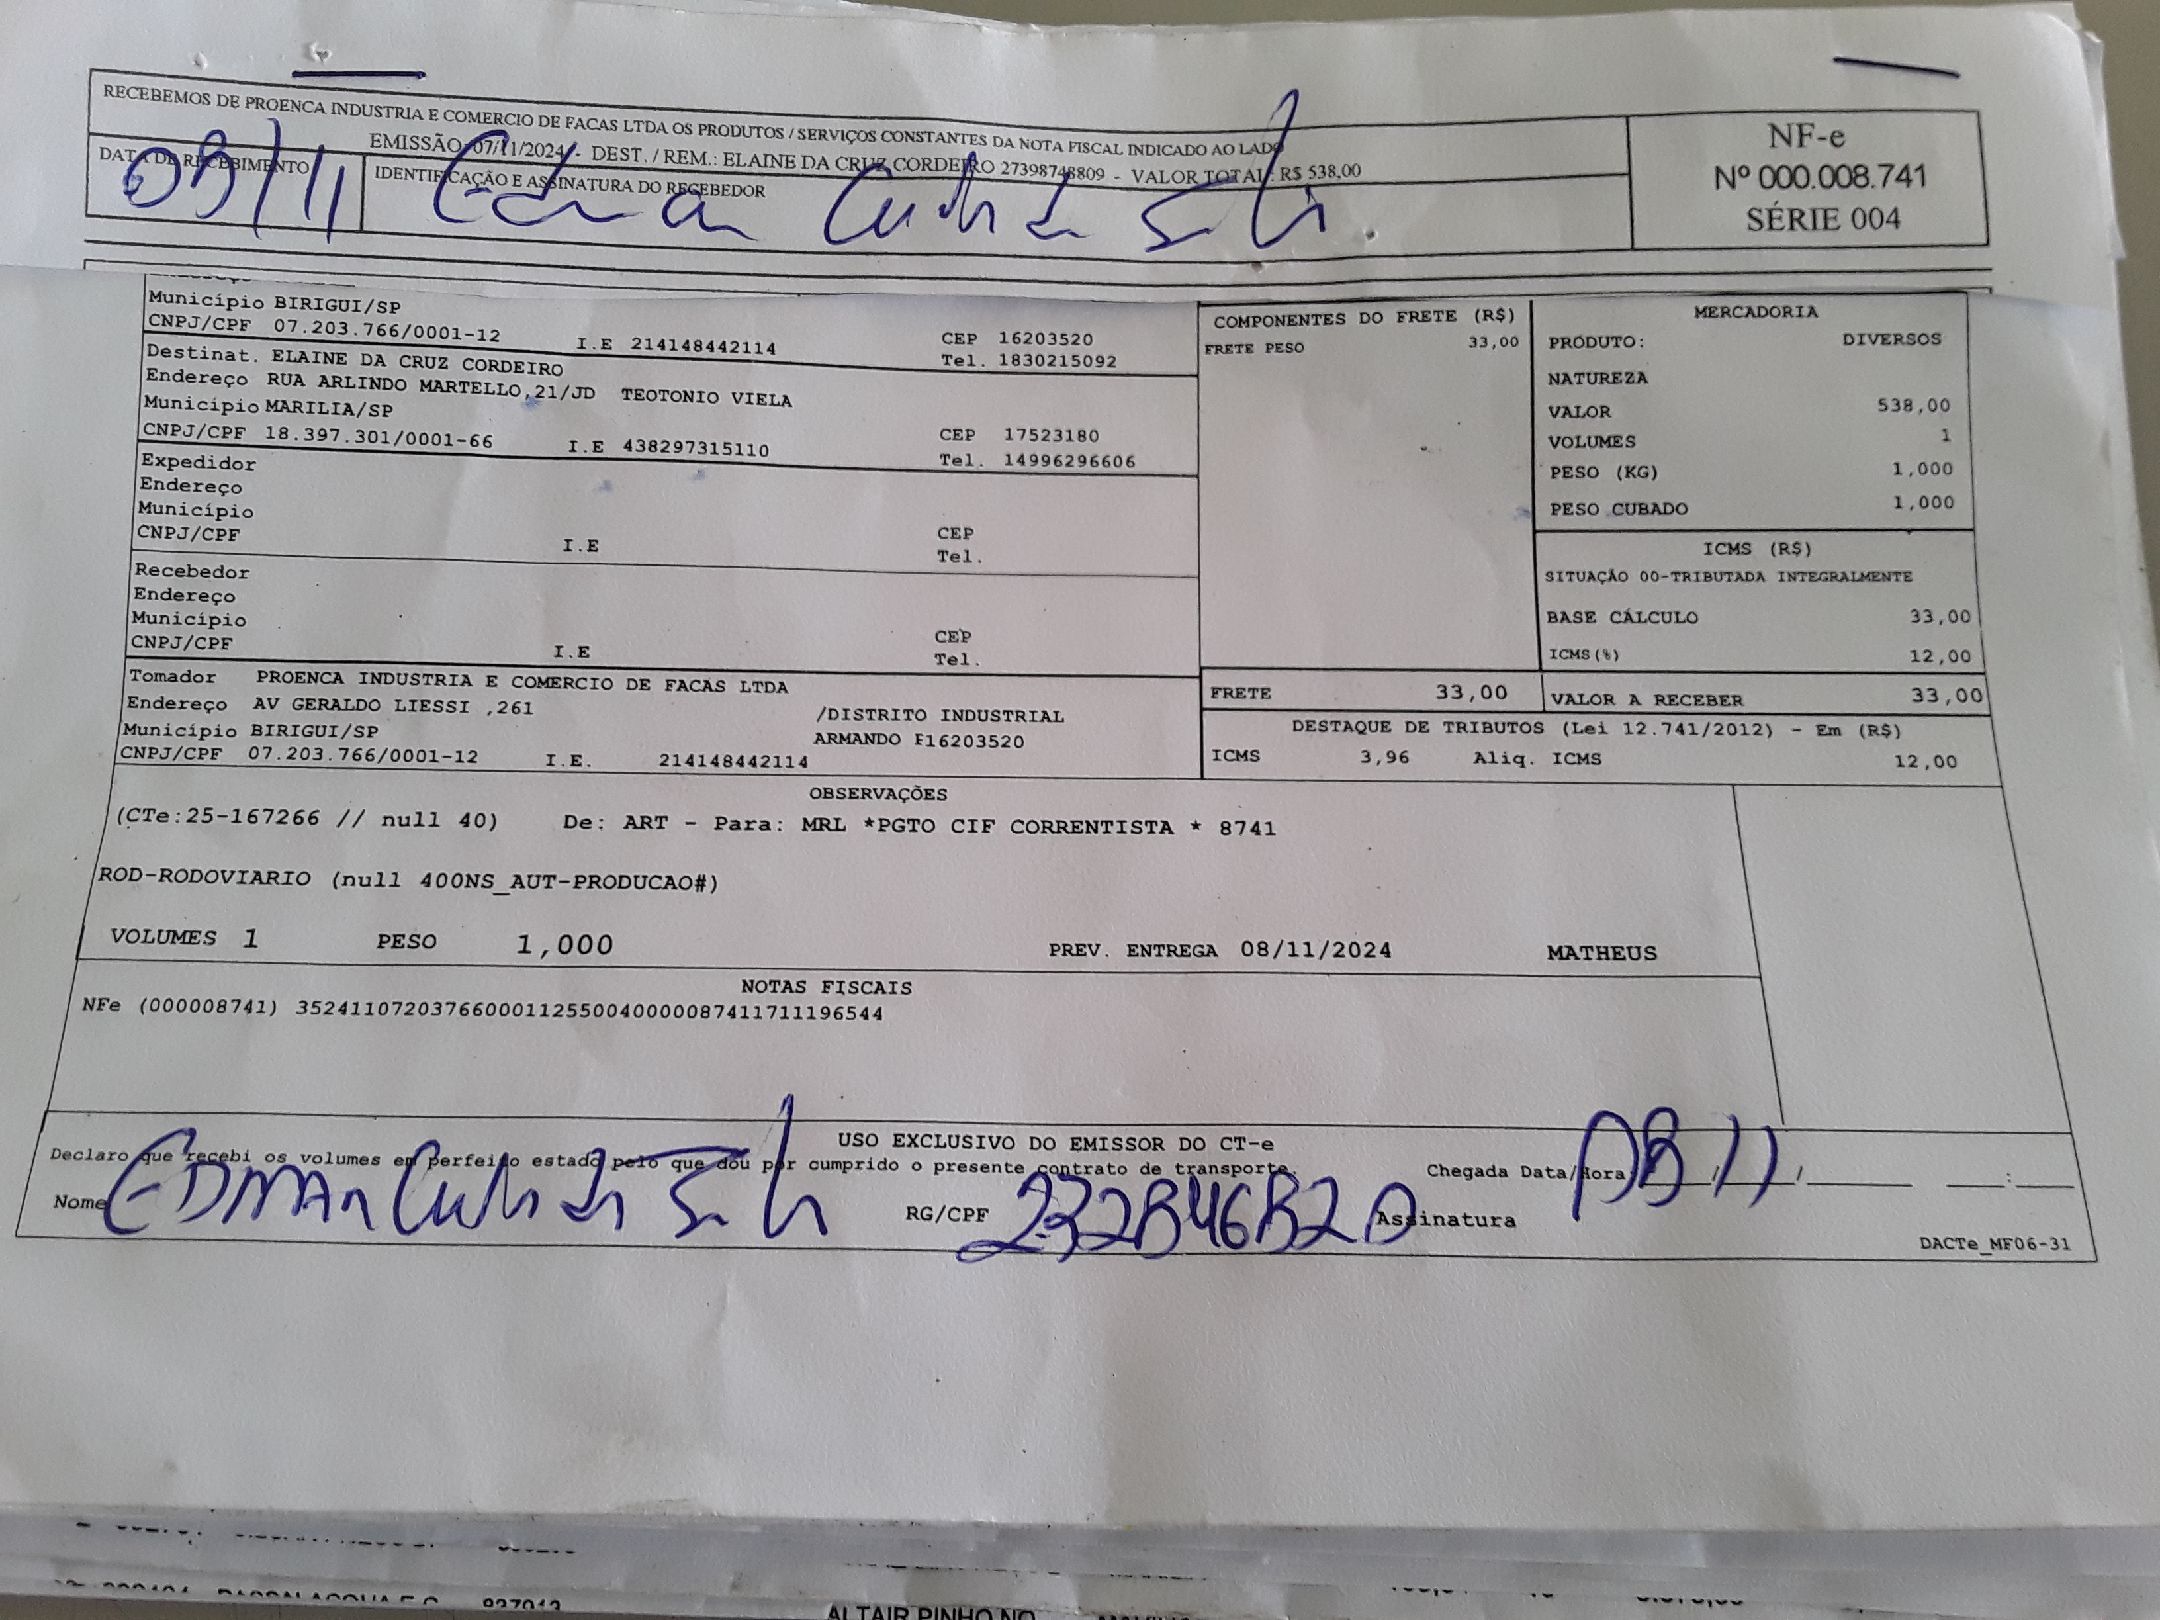 RECEBEMOS DE PROENCA INDUSTRIA E COMERCIO DE FACAS LTDA OS PRODUTOS / SERVIÇOS CONSTANTES DA NOTA FISCAL INDICADO AO LADO
EMISSÃO: 07/11/2024 - DEST. / REM.: ELAINE DA CRUZ CORDEIRO 27398748809 - VALOR TOTAL: R$ 538,00
DATA DE RECEBIMENTO
IDENTIFICAÇÃO E ASSINATURA DO RECEBEDOR
NF-e
Nº 000.008.741
SÉRIE 004
Município BIRIGUI/SP
CNPJ/CPF 07.203.766/0001-12 I.E 214148442114 CEP 16203520
Tel. 1830215092
Destinat. ELAINE DA CRUZ CORDEIRO
Endereço RUA ARLINDO MARTELLO,21/JD TEOTONIO VIELA
Município MARILIA/SP
CNPJ/CPF 18.397.301/0001-66 I.E 438297315110 CEP 17523180
Tel. 14996296606
Expedidor
Endereço
Município
CNPJ/CPF I.E CEP
Tel.
Recebedor
Endereço
Município
CNPJ/CPF I.E CEP
Tel.
Tomador PROENCA INDUSTRIA E COMERCIO DE FACAS LTDA
Endereço AV GERALDO LIESSI ,261 /DISTRITO INDUSTRIAL
Município BIRIGUI/SP ARMANDO F16203520
CNPJ/CPF 07.203.766/0001-12 I.E. 214148442114
COMPONENTES DO FRETE (R$)
FRETE PESO 33,00
MERCADORIA
PRODUTO: DIVERSOS
NATUREZA
VALOR 538,00
VOLUMES 1
PESO (KG) 1,000
PESO CUBADO 1,000
ICMS (R$)
SITUAÇÃO 00-TRIBUTADA INTEGRALMENTE
BASE CÁLCULO 33,00
ICMS(%) 12,00
FRETE 33,00 VALOR A RECEBER 33,00
DESTAQUE DE TRIBUTOS (Lei 12.741/2012) - Em (R$)
ICMS 3,96 Aliq. ICMS 12,00
OBSERVAÇÕES
(CTe:25-167266 // null 40) De: ART - Para: MRL *PGTO CIF CORRENTISTA * 8741
ROD-RODOVIARIO (null 400NS_AUT-PRODUCAO#)
VOLUMES 1 PESO 1,000 PREV. ENTREGA 08/11/2024 MATHEUS
NOTAS FISCAIS
NFe (000008741) 35241107203766000112550040000087411711196544
USO EXCLUSIVO DO EMISSOR DO CT-e
Declaro que recebi os volumes em perfeito estado pelo que dou por cumprido o presente contrato de transporte. Chegada Data/Hora
Nome EDMAN RG/CPF Assinatura
DACTe_MF06-31
ALTAIR PINHO NO